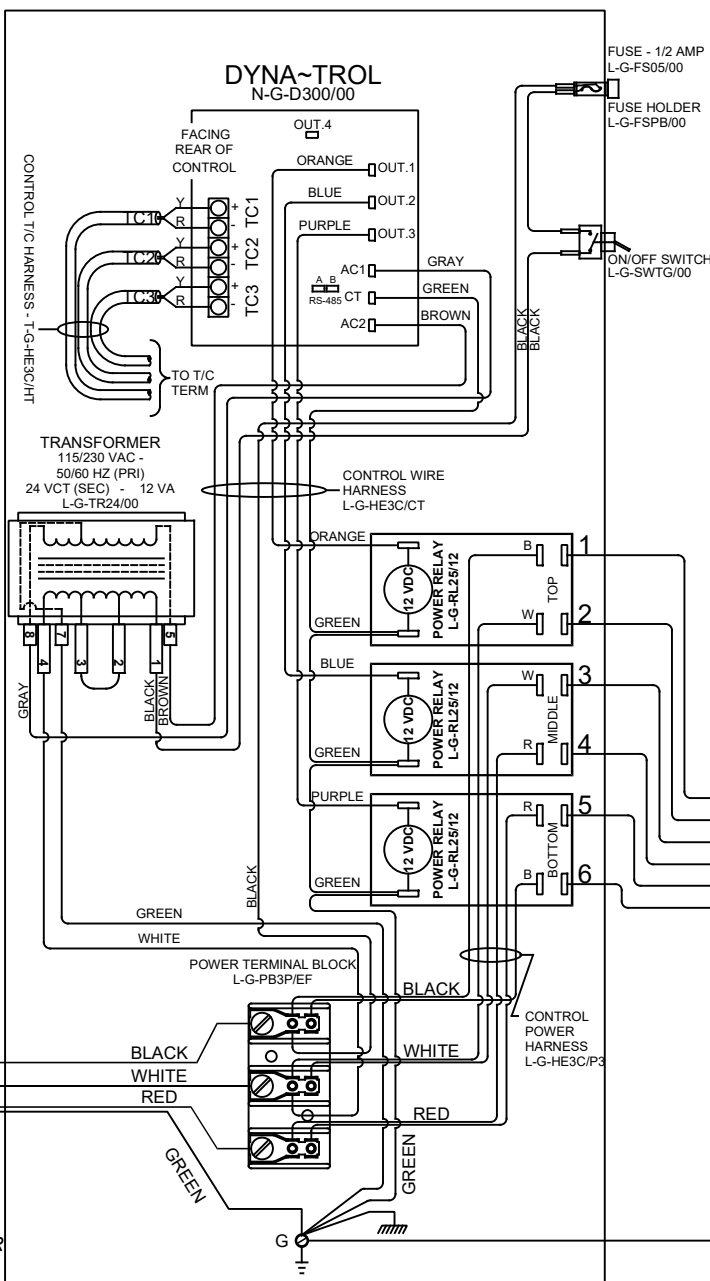 FUSE - 1/2 AMP
L-G-FS05/00
FUSE HOLDER
L-G-FSPB/00
DYNA~TROL
N-G-D300/00
OUT.4
FACING
REAR OF
CONTROL
ORANGE
OUT.1
BLUE
OUT.2
PURPLE
OUT.3
CONTROL T/C HARNESS - T-G-HE3C/HT
TC1
Y
R
+
-
TC1
TC2
Y
R
+
-
TC2
TC3
Y
R
+
-
TC3
AC1
GRAY
A B
RS-485
CT
GREEN
AC2
BROWN
ON/OFF SWITCH
L-G-SWTG/00
BLACK
BLACK
TO T/C
TERM
TRANSFORMER
115/230 VAC -
50/60 HZ (PRI)
24 VCT (SEC) - 12 VA
L-G-TR24/00
CONTROL WIRE
HARNESS
L-G-HE3C/CT
8
4
7
3
2
1
5
GRAY
BLACK
BROWN
ORANGE
12 VDC
POWER RELAY
L-G-RL25/12
B
1
TOP
W
2
GREEN
BLUE
12 VDC
POWER RELAY
L-G-RL25/12
W
3
MIDDLE
R
4
GREEN
PURPLE
12 VDC
POWER RELAY
L-G-RL25/12
R
5
BOTTOM
B
6
GREEN
BLACK
GREEN
WHITE
POWER TERMINAL BLOCK
L-G-PB3P/EF
BLACK
CONTROL
POWER
HARNESS
L-G-HE3C/P3
BLACK
WHITE
WHITE
RED
RED
GREEN
GREEN
G